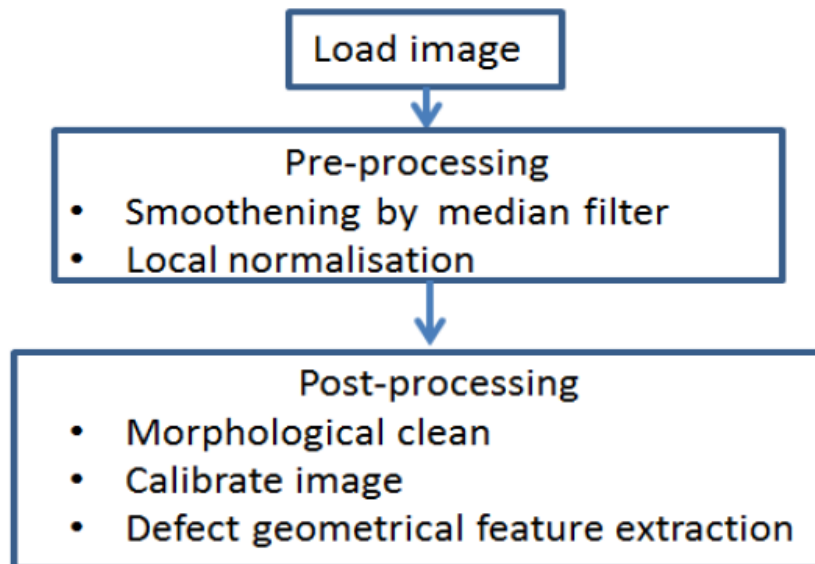 Load image
Pre-processing
• Smoothening by median filter
• Local normalisation
Post-processing
• Morphological clean
• Calibrate image
• Defect geometrical feature extraction